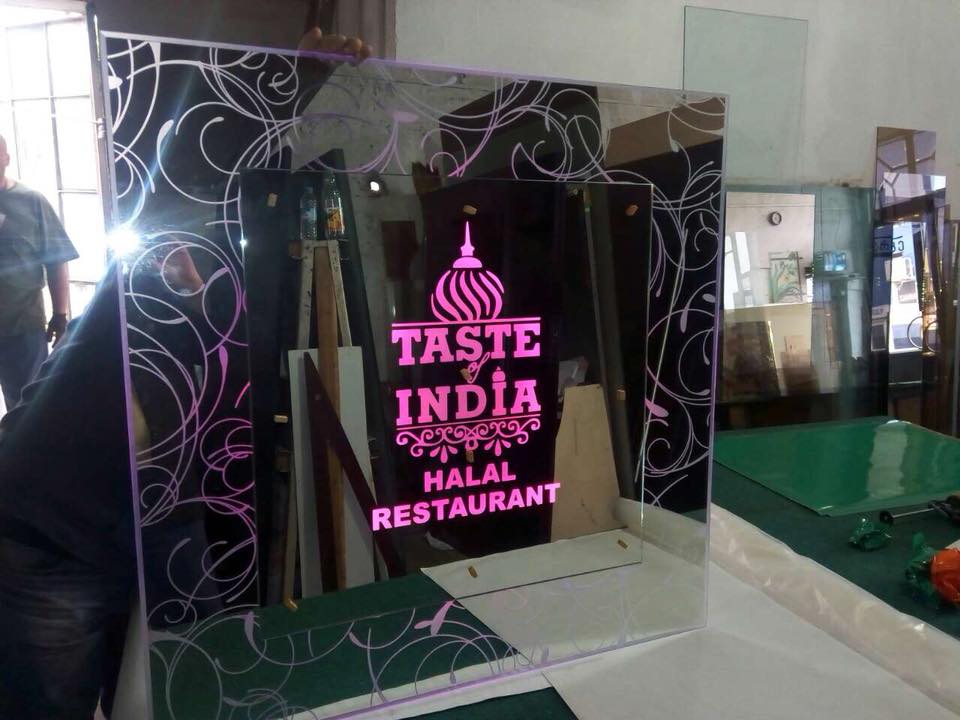 TASTE
of
INDIA
HALAL
RESTAURANT